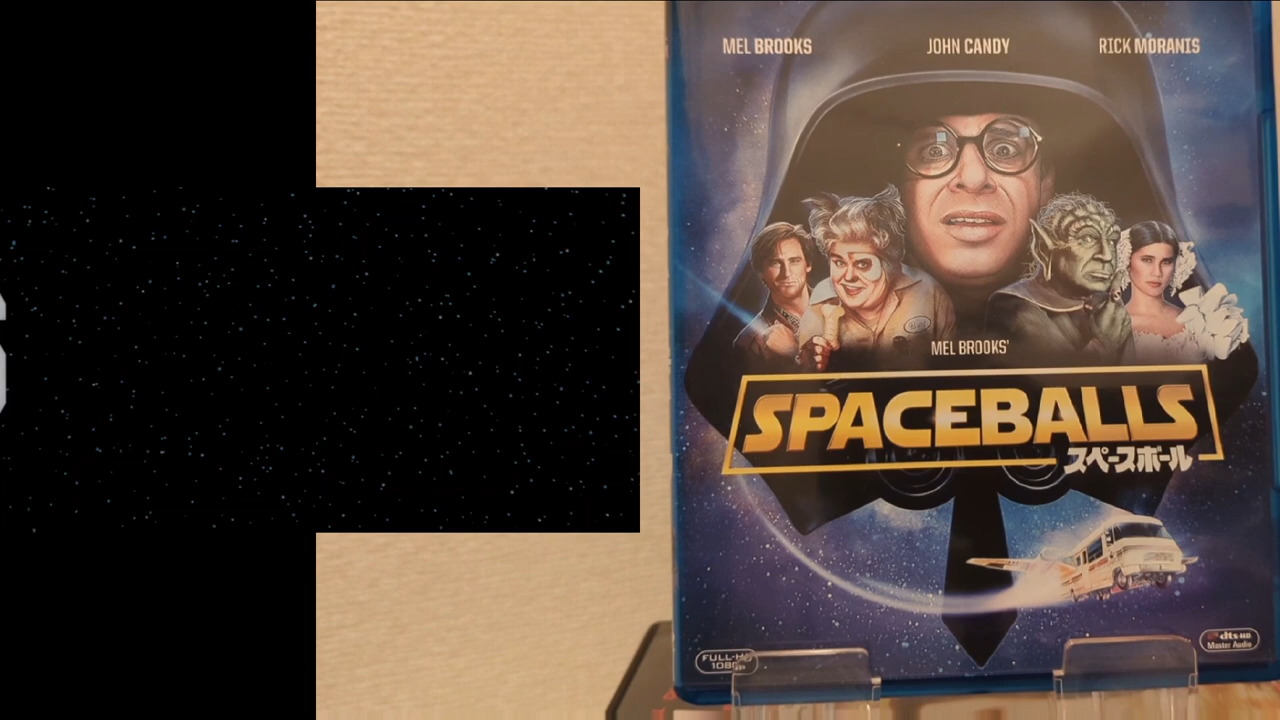 MEL BROOKS JOHN CANDY RICK MORANIS
MEL BROOKS'
SPACEBALLS
スペースボール
FULL-HD
1080p
dts-HD
Master Audio